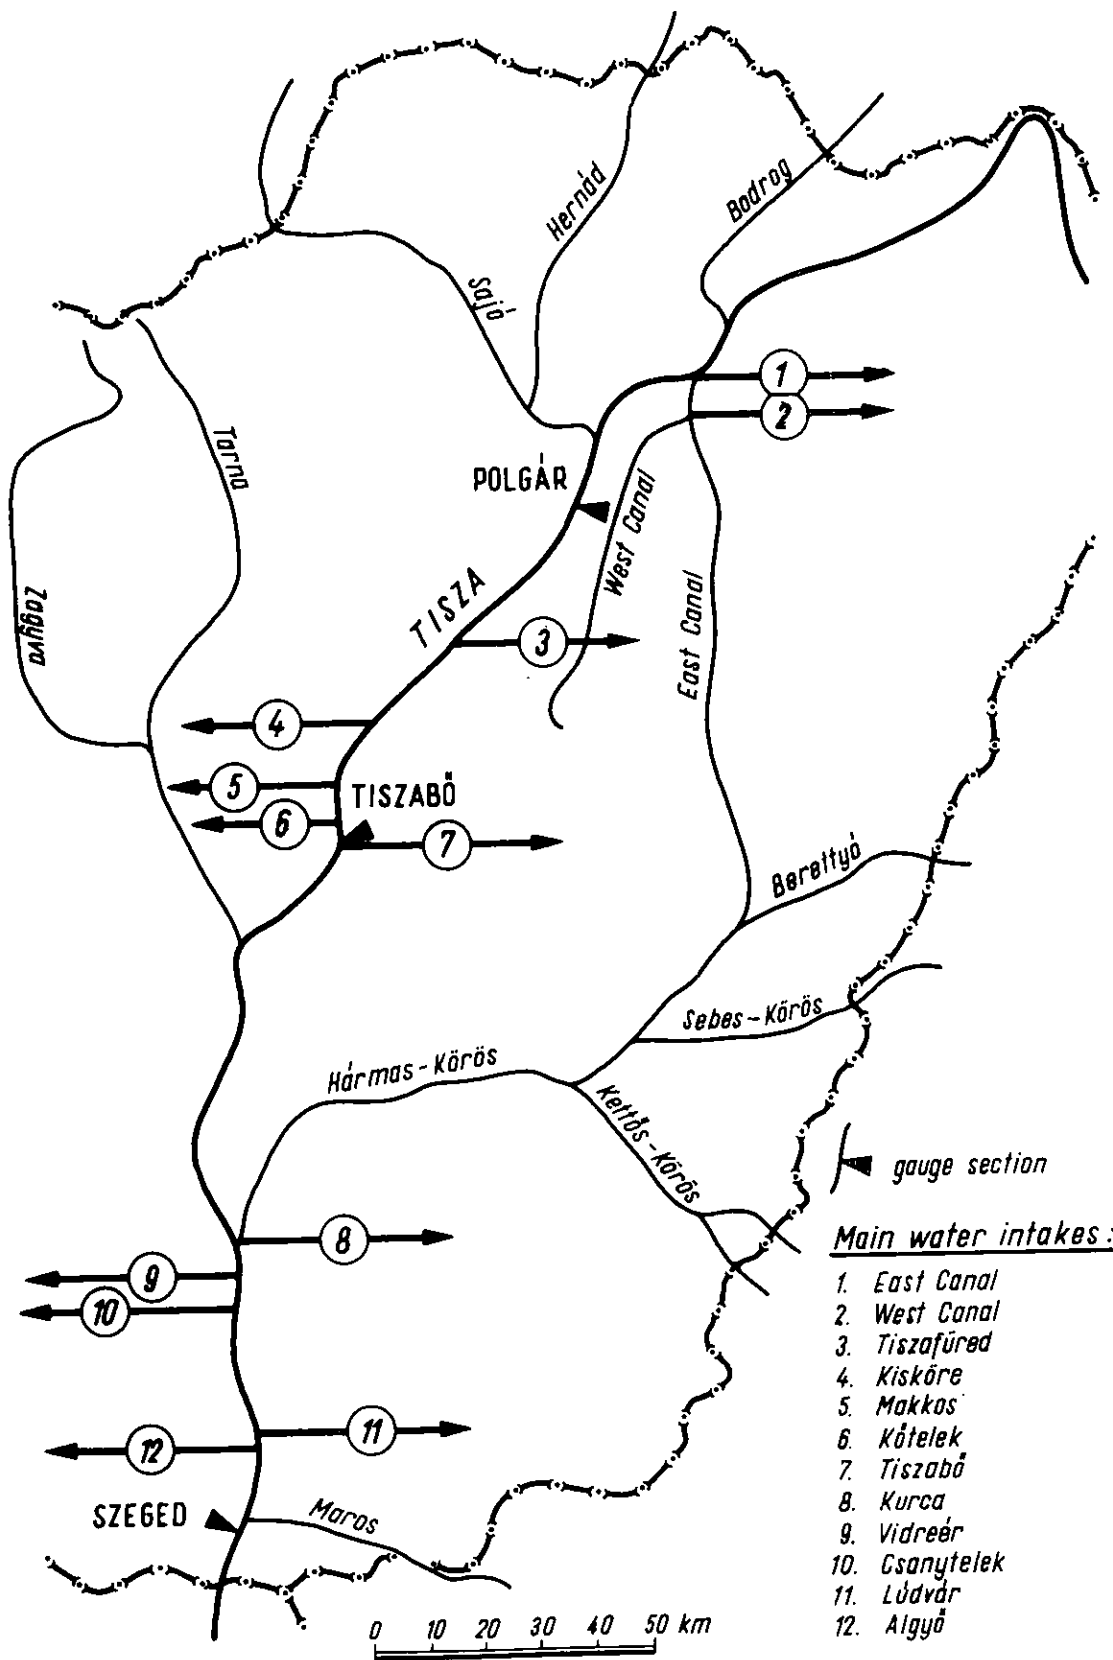 Hernád
Bodrog
Sajó
1
2
Tarna
POLGÁR
West Canal
TISZA
East Canal
Zagyva
3
4
5
TISZABŐ
6
7
Berettyó
Sebes-Körös
Hármas-Körös
Kettős-Körös
gauge section
8
9
10
11
12
SZEGED
Maros
Main water intakes:
1. East Canal
2. West Canal
3. Tiszafüred
4. Kisköre
5. Makkos
6. Kőtelek
7. Tiszabő
8. Kurca
9. Vidreér
10. Csanytelek
11. Lúdvár
12. Algyő
0 10 20 30 40 50 km